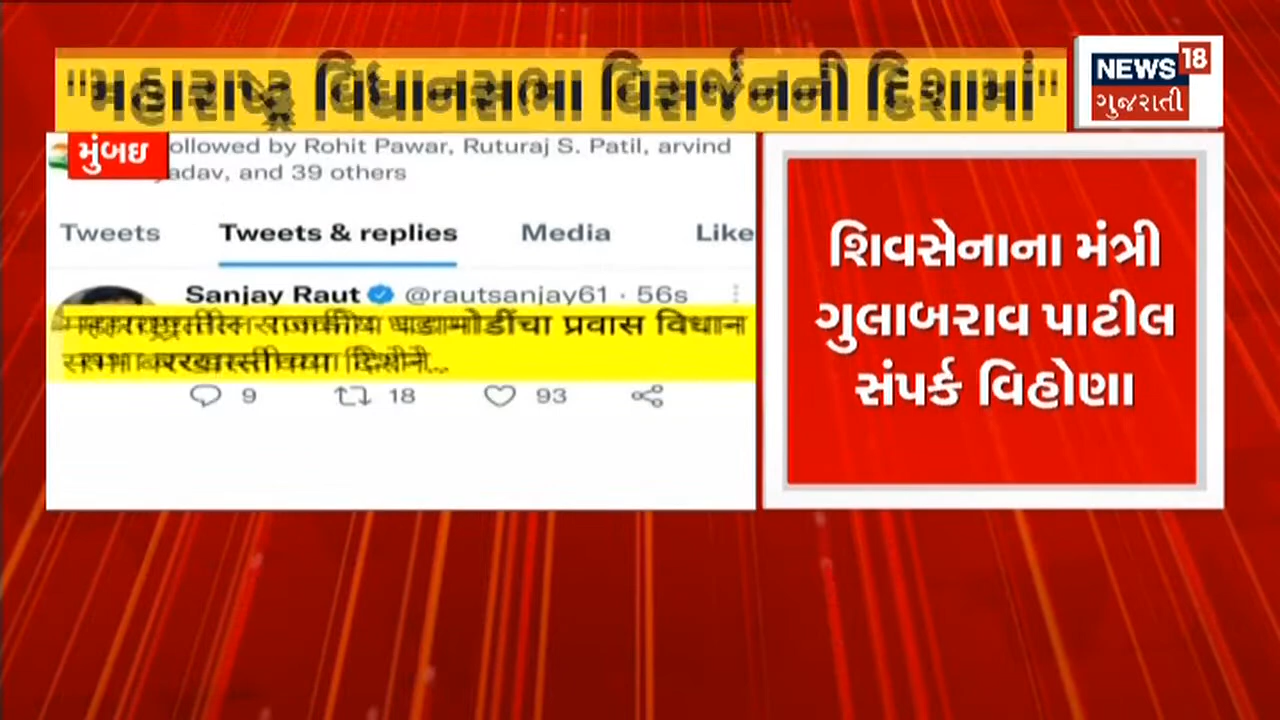 "મહારાષ્ટ્ર વિધાનસભા વિસર્જનની દિશામાં"
NEWS 18
ગુજરાતી
મુંબઇ
ollowed by Rohit Pawar, Ruturaj S. Patil, arvind
adav, and 39 others
Tweets Tweets & replies Media Like
Sanjay Raut @rautsanjay61 · 56s
महाराष्ट्रातील राजकीय घडामोडींचा प्रवास विधान
सभा बरखास्तीच्या दिशेने..
9 18 93
શિવસેનાના મંત્રી
ગુલાબરાવ પાટીલ
સંપર્ક વિહોણા